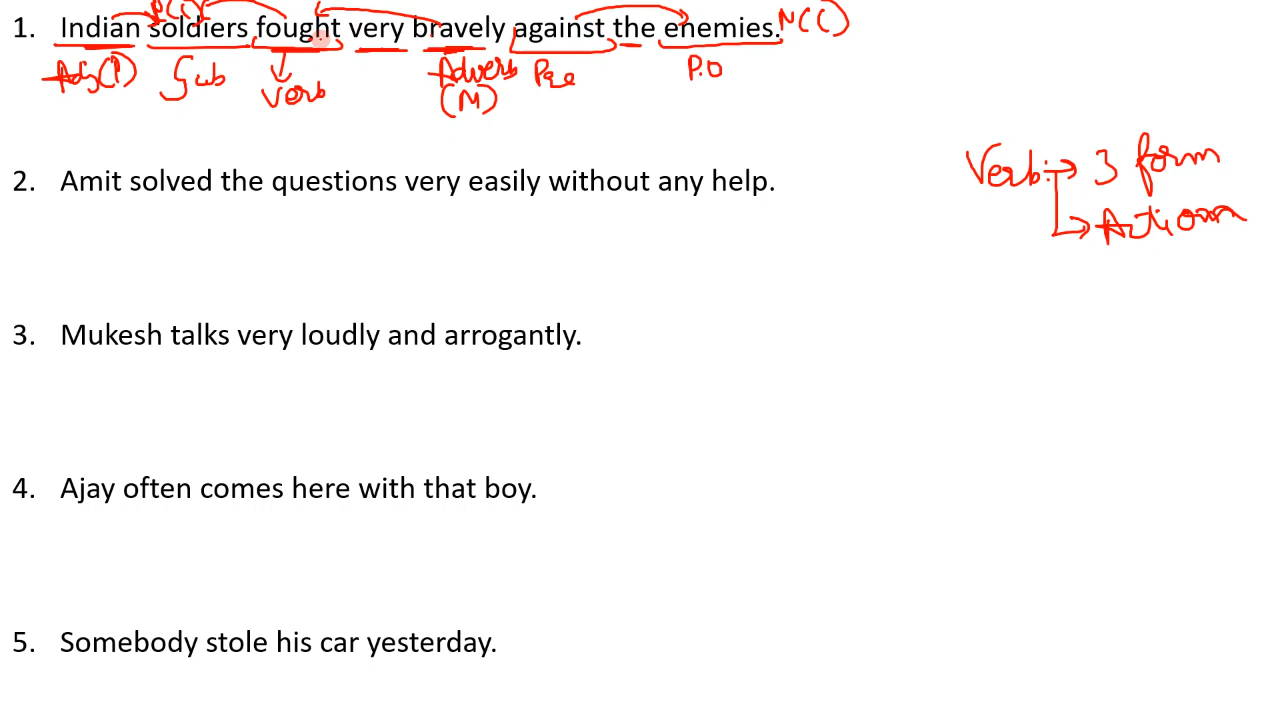 N(C)
1. Indian soldiers fought very bravely against the enemies. N(C)
Adj(P) Sub Verb Adverb (M) Pre P.O
Verb:→ 3 form
→ Action
2. Amit solved the questions very easily without any help.
3. Mukesh talks very loudly and arrogantly.
4. Ajay often comes here with that boy.
5. Somebody stole his car yesterday.